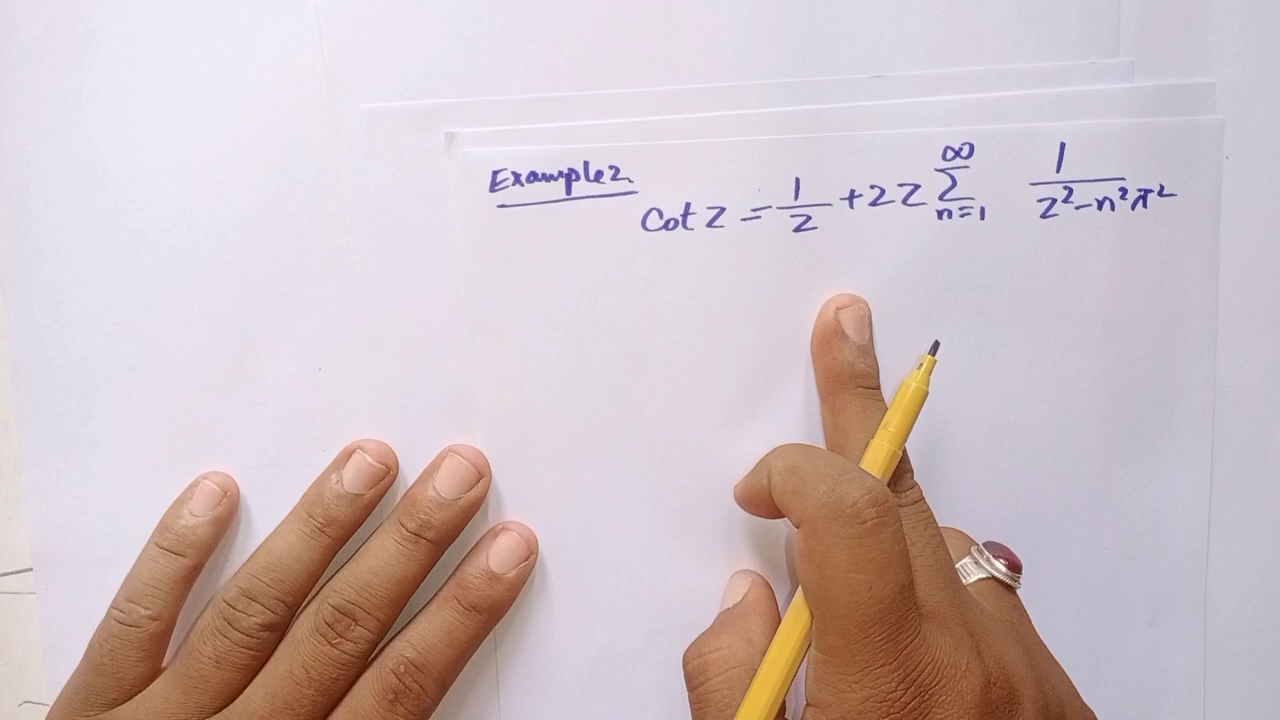 Example 2
cot z = 1/z + 2z ∑_{n=1}^{∞} 1/(z²-n²π²)